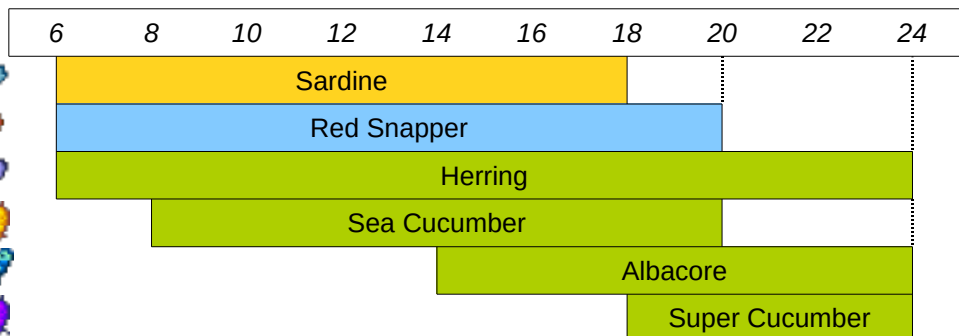 6 8 10 12 14 16 18 20 22 24
Sardine
Red Snapper
Herring
Sea Cucumber
Albacore
Super Cucumber